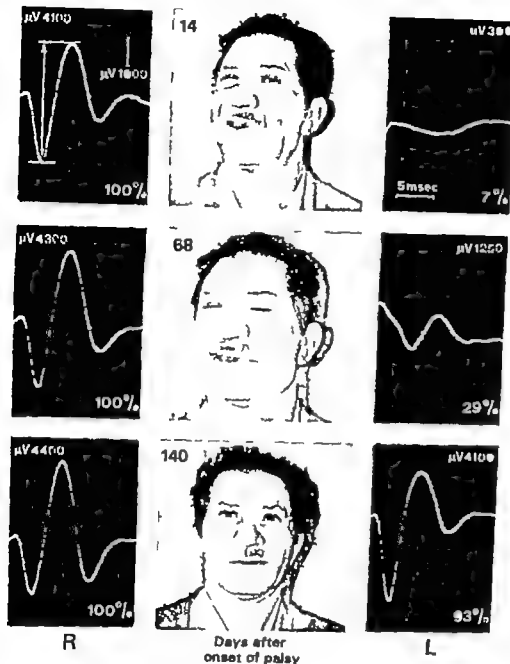 μV4100
μV1000
100%
14
μV300
5msec
7%
μV4300
100%
68
μV1250
29%
μV4400
100%
140
μV4100
93%
R
Days after
onset of palsy
L